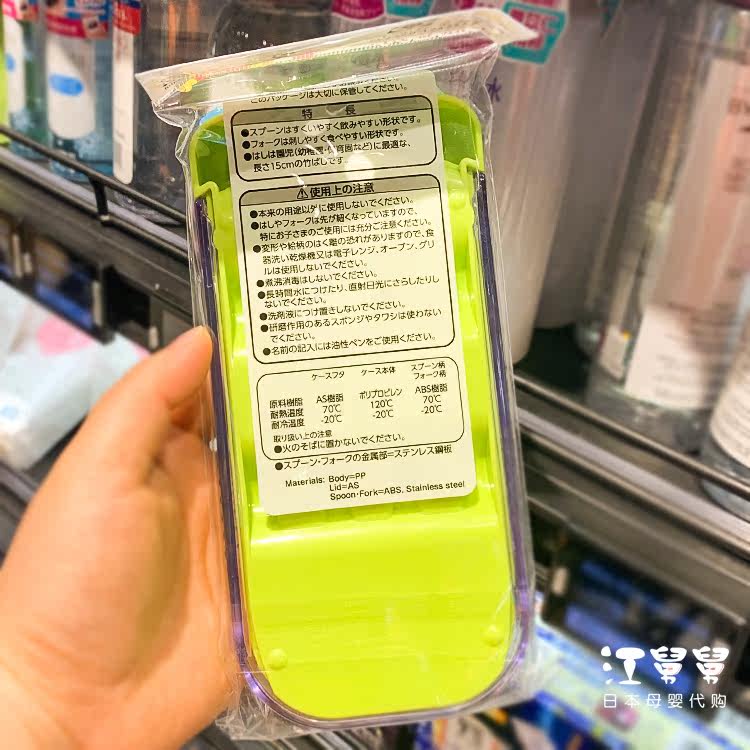 このパッケージは大切に保管してください。
特 長
●スプーンはすくいやすく飲みやすい形状です。
●フォークは刺しやすく食べやすい形状です。
●はしは園児(幼稚園・保育園など)に最適な、
長さ15cmの竹ばしです。
⚠使用上の注意
●本来の用途以外に使用しないでください。
●はしやフォークは先が細くなっていますので、
特にお子さまのご使用には充分ご注意ください。
●変形や絵柄のはく離の恐れがありますので、食
器洗い乾燥機又は電子レンジ、オーブン、グリ
ルは使用しないでください。
●煮沸消毒はしないでください。
●長時間水につけたり、直射日光にさらしたりし
ないでください。
●洗剤液につけ置きしないでください。
●研磨作用のあるスポンジやタワシは使わない
でください。
●名前の記入には油性ペンをご使用ください。
ケースフタ ケース本体 スプーン柄
フォーク柄
原料樹脂 AS樹脂 ポリプロピレン ABS樹脂
耐熱温度 70℃ 120℃ 70℃
耐冷温度 -20℃ -20℃ -20℃
取り扱い上の注意
●火のそばに置かないでください。
●スプーン・フォークの金属部=ステンレス鋼板
Materials: Body=PP
Lid=AS
Spoon・Fork=ABS, Stainless steel
水
江舅舅
日本母婴代购